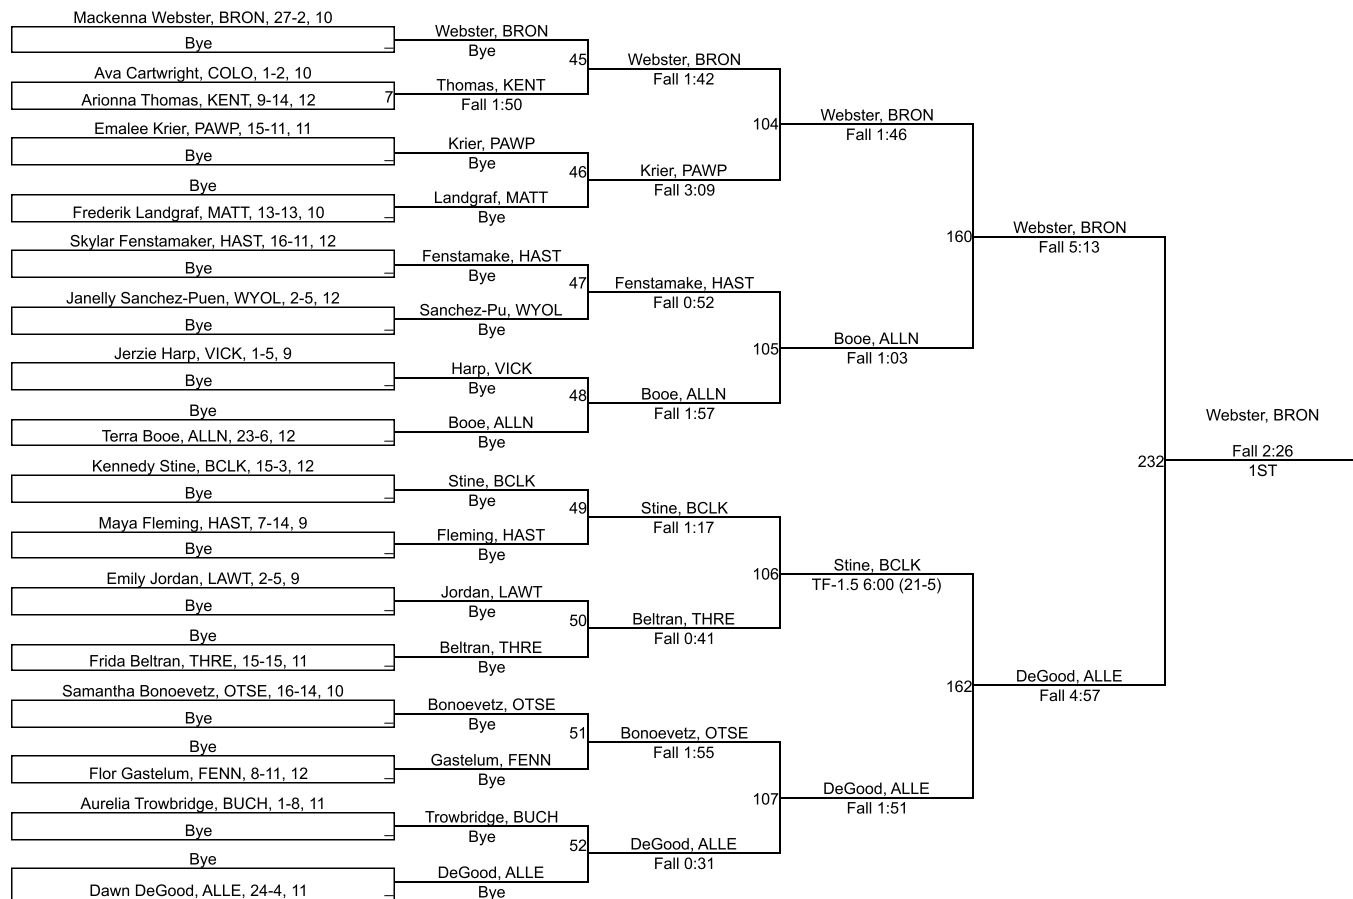 Mackenna Webster, BRON, 27-2, 10
Bye
Ava Cartwright, COLO, 1-2, 10
Arionna Thomas, KENT, 9-14, 12
7
Emalee Krier, PAWP, 15-11, 11
Bye
Bye
Frederik Landgraf, MATT, 13-13, 10
Skylar Fenstamaker, HAST, 16-11, 12
Bye
Janelly Sanchez-Puen, WYOL, 2-5, 12
Bye
Jerzie Harp, VICK, 1-5, 9
Bye
Bye
Terra Booe, ALLN, 23-6, 12
Kennedy Stine, BCLK, 15-3, 12
Bye
Maya Fleming, HAST, 7-14, 9
Bye
Emily Jordan, LAWT, 2-5, 9
Bye
Bye
Frida Beltran, THRE, 15-15, 11
Samantha Bonoevetz, OTSE, 16-14, 10
Bye
Bye
Flor Gastelum, FENN, 8-11, 12
Aurelia Trowbridge, BUCH, 1-8, 11
Bye
Bye
Dawn DeGood, ALLE, 24-4, 11
Webster, BRON
Bye
45
Thomas, KENT
Fall 1:50
Krier, PAWP
Bye
46
Landgraf, MATT
Bye
Fenstamake, HAST
Bye
47
Sanchez-Pu, WYOL
Bye
Harp, VICK
Bye
48
Booe, ALLN
Bye
Stine, BCLK
Bye
49
Fleming, HAST
Bye
Jordan, LAWT
Bye
50
Beltran, THRE
Bye
Bonoevetz, OTSE
Bye
51
Gastelum, FENN
Bye
Trowbridge, BUCH
Bye
52
DeGood, ALLE
Bye
Webster, BRON
Fall 1:42
104
Krier, PAWP
Fall 3:09
Fenstamake, HAST
Fall 0:52
105
Booe, ALLN
Fall 1:57
Stine, BCLK
Fall 1:17
106
Beltran, THRE
Fall 0:41
Bonoevetz, OTSE
Fall 1:55
107
DeGood, ALLE
Fall 0:31
Webster, BRON
Fall 1:46
160
Booe, ALLN
Fall 1:03
Stine, BCLK
TF-1.5 6:00 (21-5)
162
DeGood, ALLE
Fall 1:51
Webster, BRON
Fall 5:13
232
DeGood, ALLE
Fall 4:57
Webster, BRON
Fall 2:26
1ST